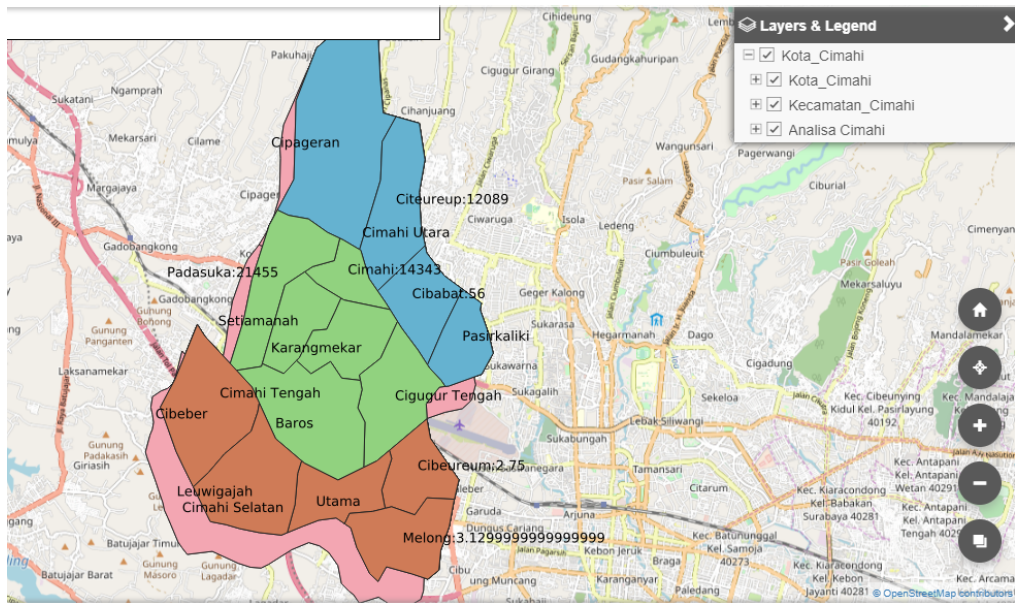 Layers & Legend
Kota_Cimahi
Kota_Cimahi
Kecamatan_Cimahi
Analisa Cimahi
Cihideung
Pakuhaji
Cigugur Girang
Gudangkahuripan
Ngamprah
Sukatani
Cihanjuang
Mekarsari
Cilame
Wangunsari
Pagerwangi
Cipageran
Margajaya
Pasir Salam
Ciburial
Citeureup:12089
Ciwaruga
Isola
Ledeng
Cimahi Utara
Cimenyan
Gadobangkong
Ciumbuleuit
Pasir Goleah
Padasuka:21455
Cimahi:14343
Mekarsaluyu
Gadobangkong
Cibabat:56
Geger Kalong
Gunung
Bohong
Setiamanah
Sukarasa
Gunung
Panganten
Pasirkaliki
Hegarmanah
Dago
Mandalamekar
Karangmekar
Laksanamekar
Cigadung
Cimahi Tengah
Cigugur Tengah
Sukagalih
Sekeloa
Kec. Cibeunying
Kidul Kel. Pasirlayung
40192
Cibeber
Baros
Lebak Siliwangi
Sukabungah
Gunung
Padakasih
Giriasih
Cibeureum:2.75
Tamansari
Kec. Antapani
Kel. Antapani
Wetan 40291
Leuwigajah
Cimahi Selatan
Utama
Citarum
Kec. Kiaracondong
Kel. Babakan
Surabaya 40281
Kec. Antapani
Kel. Antapani
Tengah
Garuda
Arjuna
Dungus Cariang
Melong:3.1299999999999999
Kec. Batununggal
Kel. Samoja
40273
Batujajar Timur
Jalan Pagarsih
Kebon Jeruk
Gunung
Masoro
Gunung
Lagadar
Braga
Kec. Kiaracondong
Kel. Kebon
Jayanti 40281
Batujajar Barat
Karanganyar
Paledang
© OpenStreetMap contributors